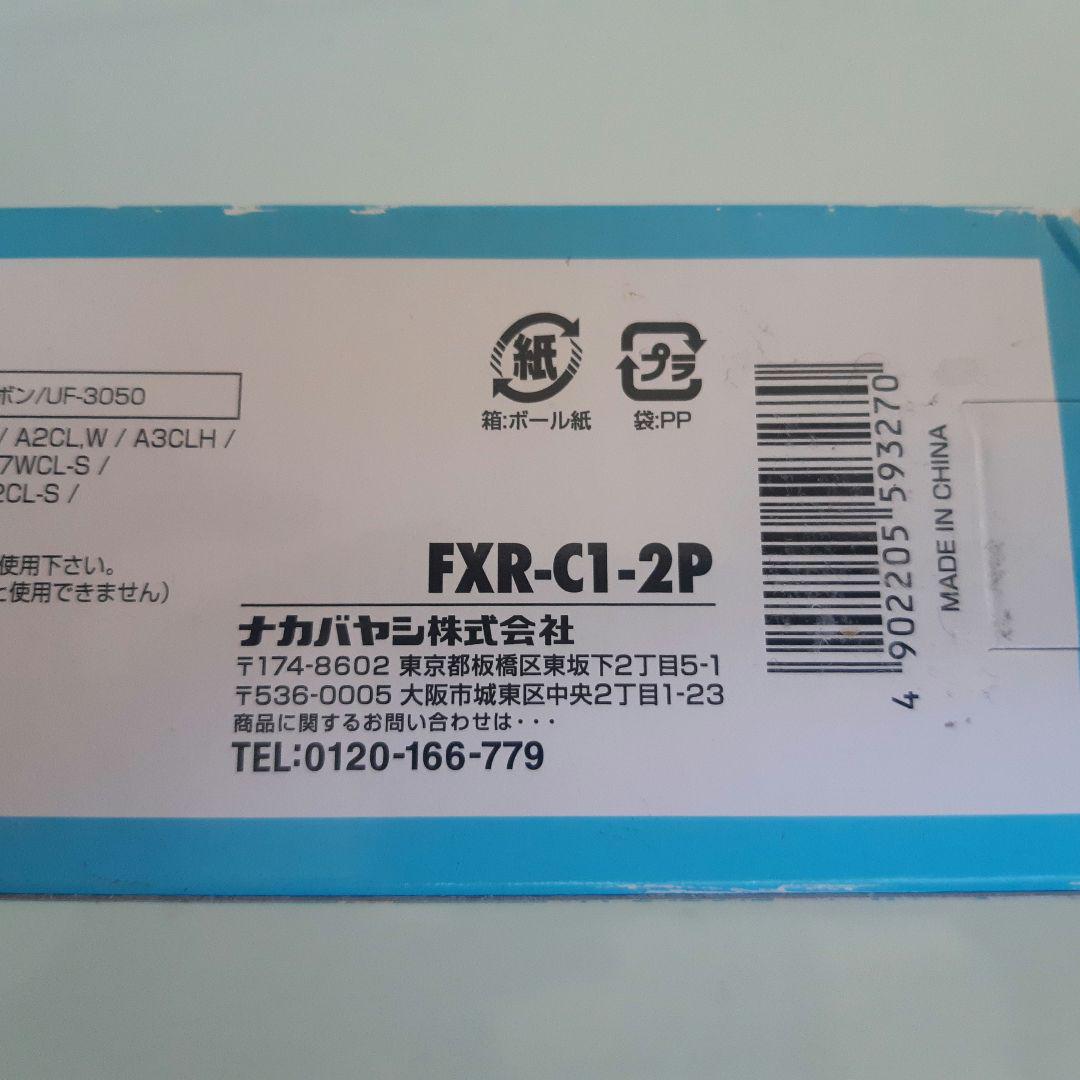 紙
プラ
箱:ボール紙
袋:PP
ボン/UF-3050
/ A2CL,W / A3CLH /
7WCL-S /
2CL-S /
使用下さい。
と使用できません)
FXR-C1-2P
ナカバヤシ株式会社
〒174-8602 東京都板橋区東坂下2丁目5-1
〒536-0005 大阪市城東区中央2丁目1-23
商品に関するお問い合わせは・・・
TEL:0120-166-779
4 902205 593270
MADE IN CHINA